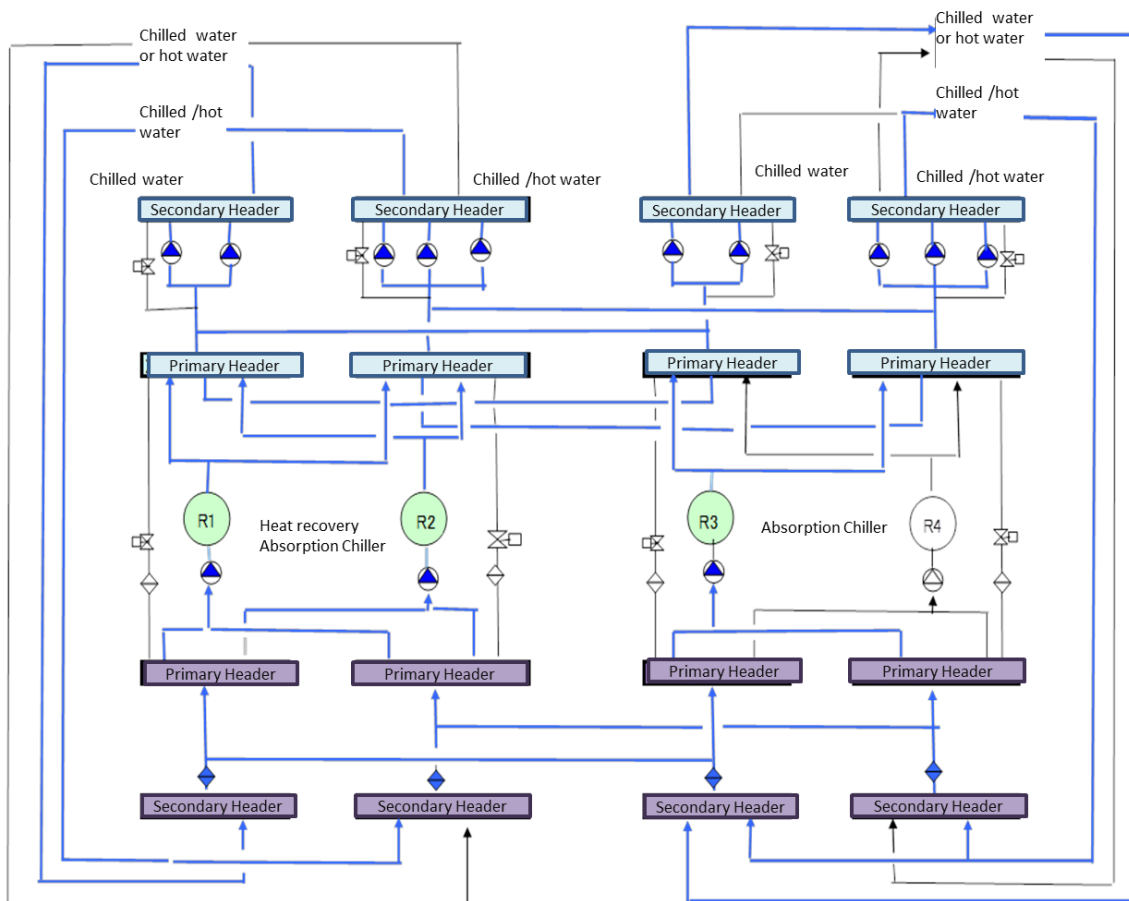 Chilled water
or hot water
Chilled water
or hot water
Chilled /hot
water
Chilled /hot
water
Chilled water
Chilled /hot water
Chilled water
Chilled /hot water
Secondary Header
Secondary Header
Secondary Header
Secondary Header
Primary Header
Primary Header
Primary Header
Primary Header
R1
Heat recovery
Absorption Chiller
R2
R3
Absorption Chiller
R4
Primary Header
Primary Header
Primary Header
Primary Header
Secondary Header
Secondary Header
Secondary Header
Secondary Header